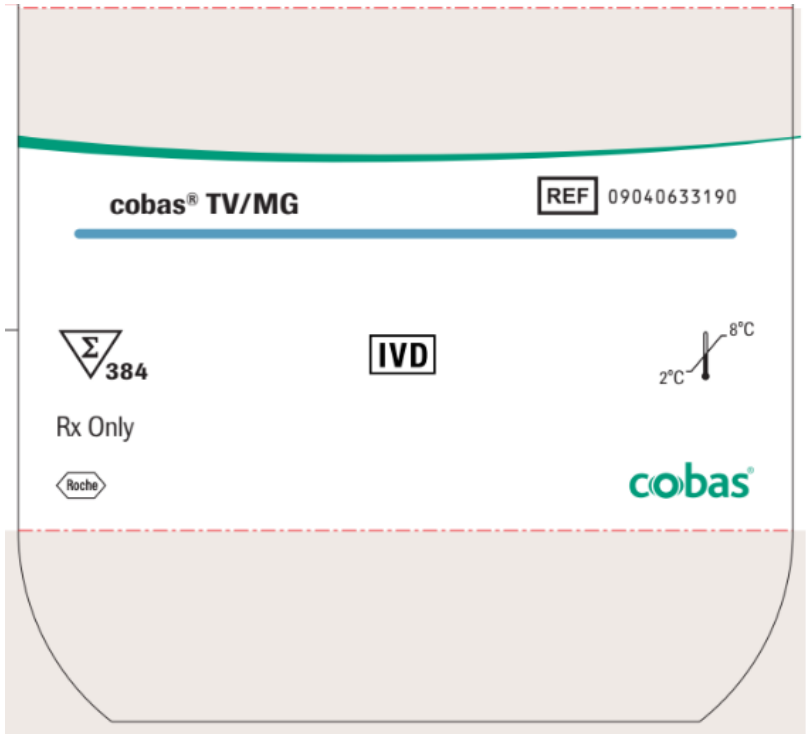 cobas® TV/MG
REF 09040633190
Σ 384
IVD
8°C
2°C
Rx Only
Roche
cobas®